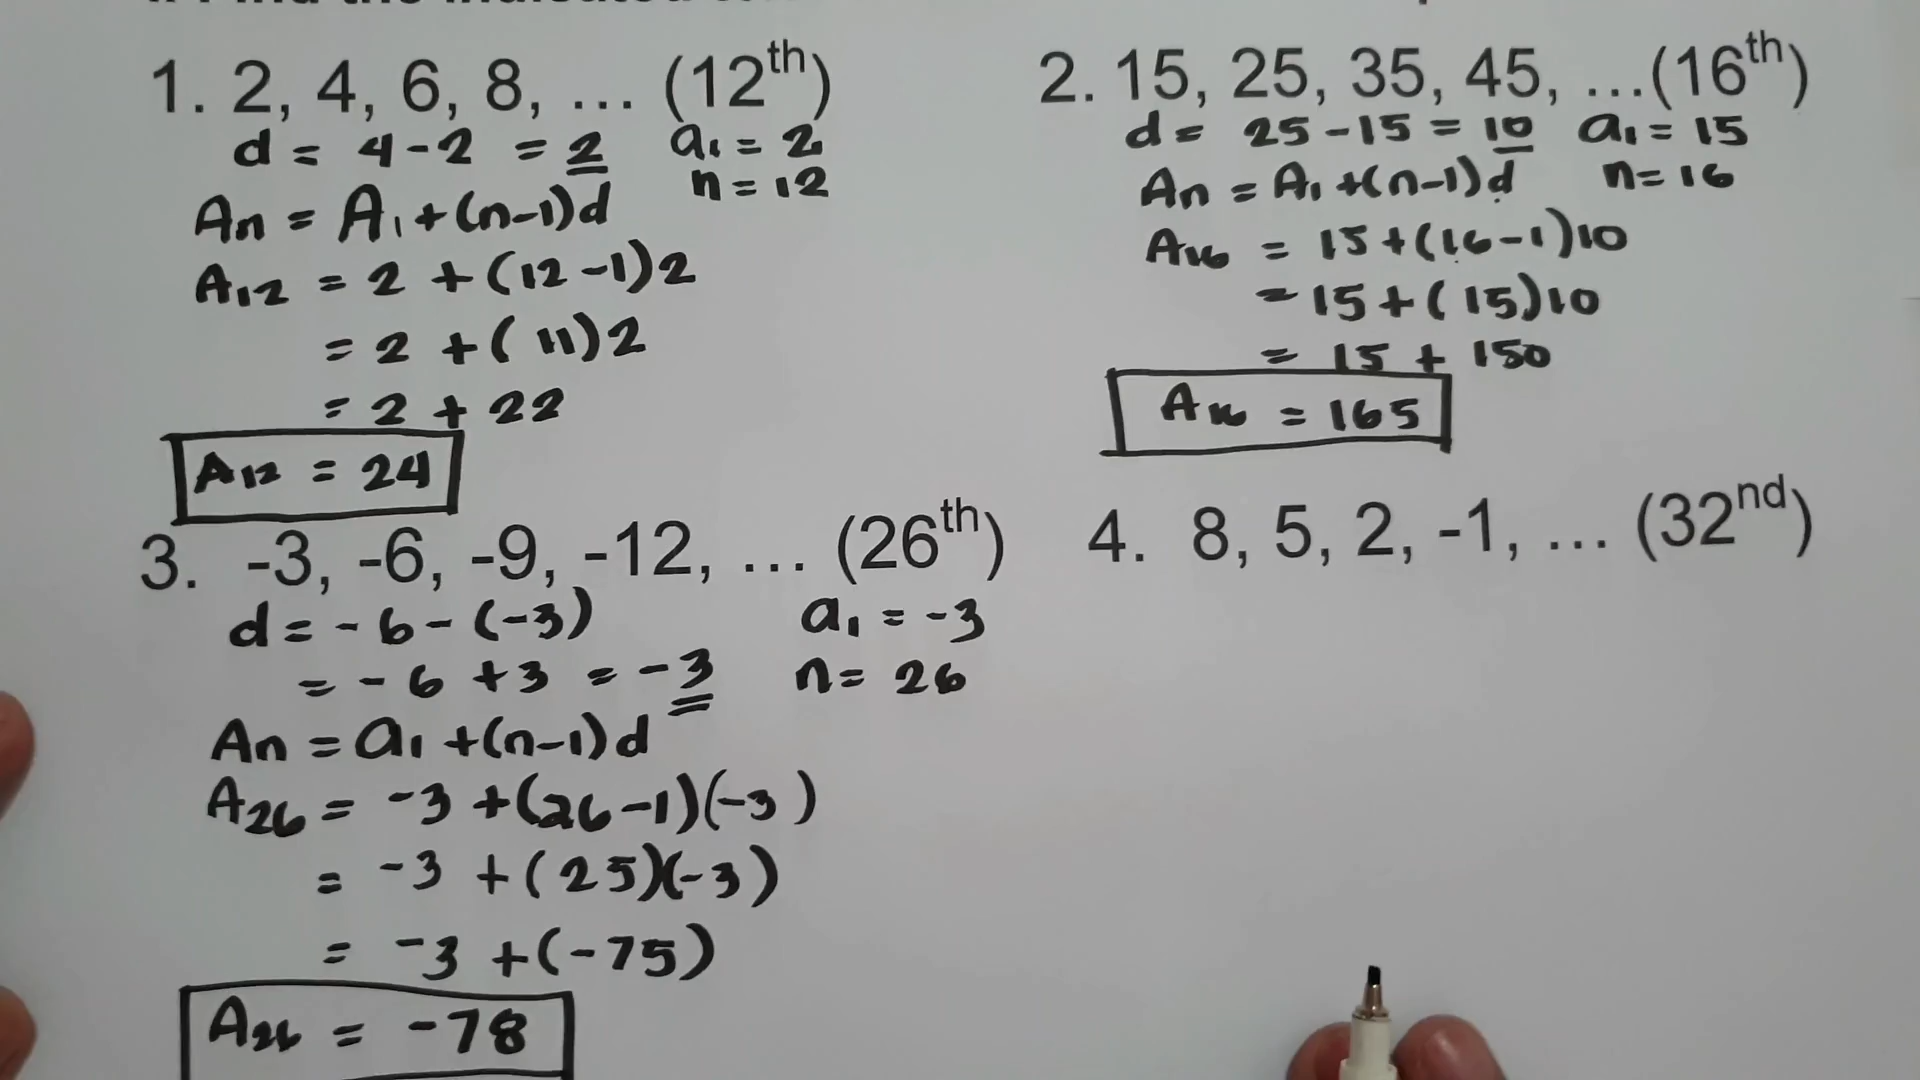 1. 2, 4, 6, 8, ... (12th)
d = 4 - 2 = 2 a1 = 2
n = 12
An = A1 + (n-1)d
A12 = 2 + (12-1)2
= 2 + (11)2
= 2 + 22
A12 = 24
2. 15, 25, 35, 45, ...(16th)
d = 25 - 15 = 10 a1 = 15
An = A1 + (n-1)d n = 16
A16 = 15 + (16-1)10
= 15 + (15)10
= 15 + 150
A16 = 165
3. -3, -6, -9, -12, ... (26th)
d = -6 - (-3) a1 = -3
= -6 + 3 = -3 n = 26
An = a1 + (n-1)d
A26 = -3 + (26-1)(-3)
= -3 + (25)(-3)
= -3 + (-75)
A26 = -78
4. 8, 5, 2, -1, ... (32nd)